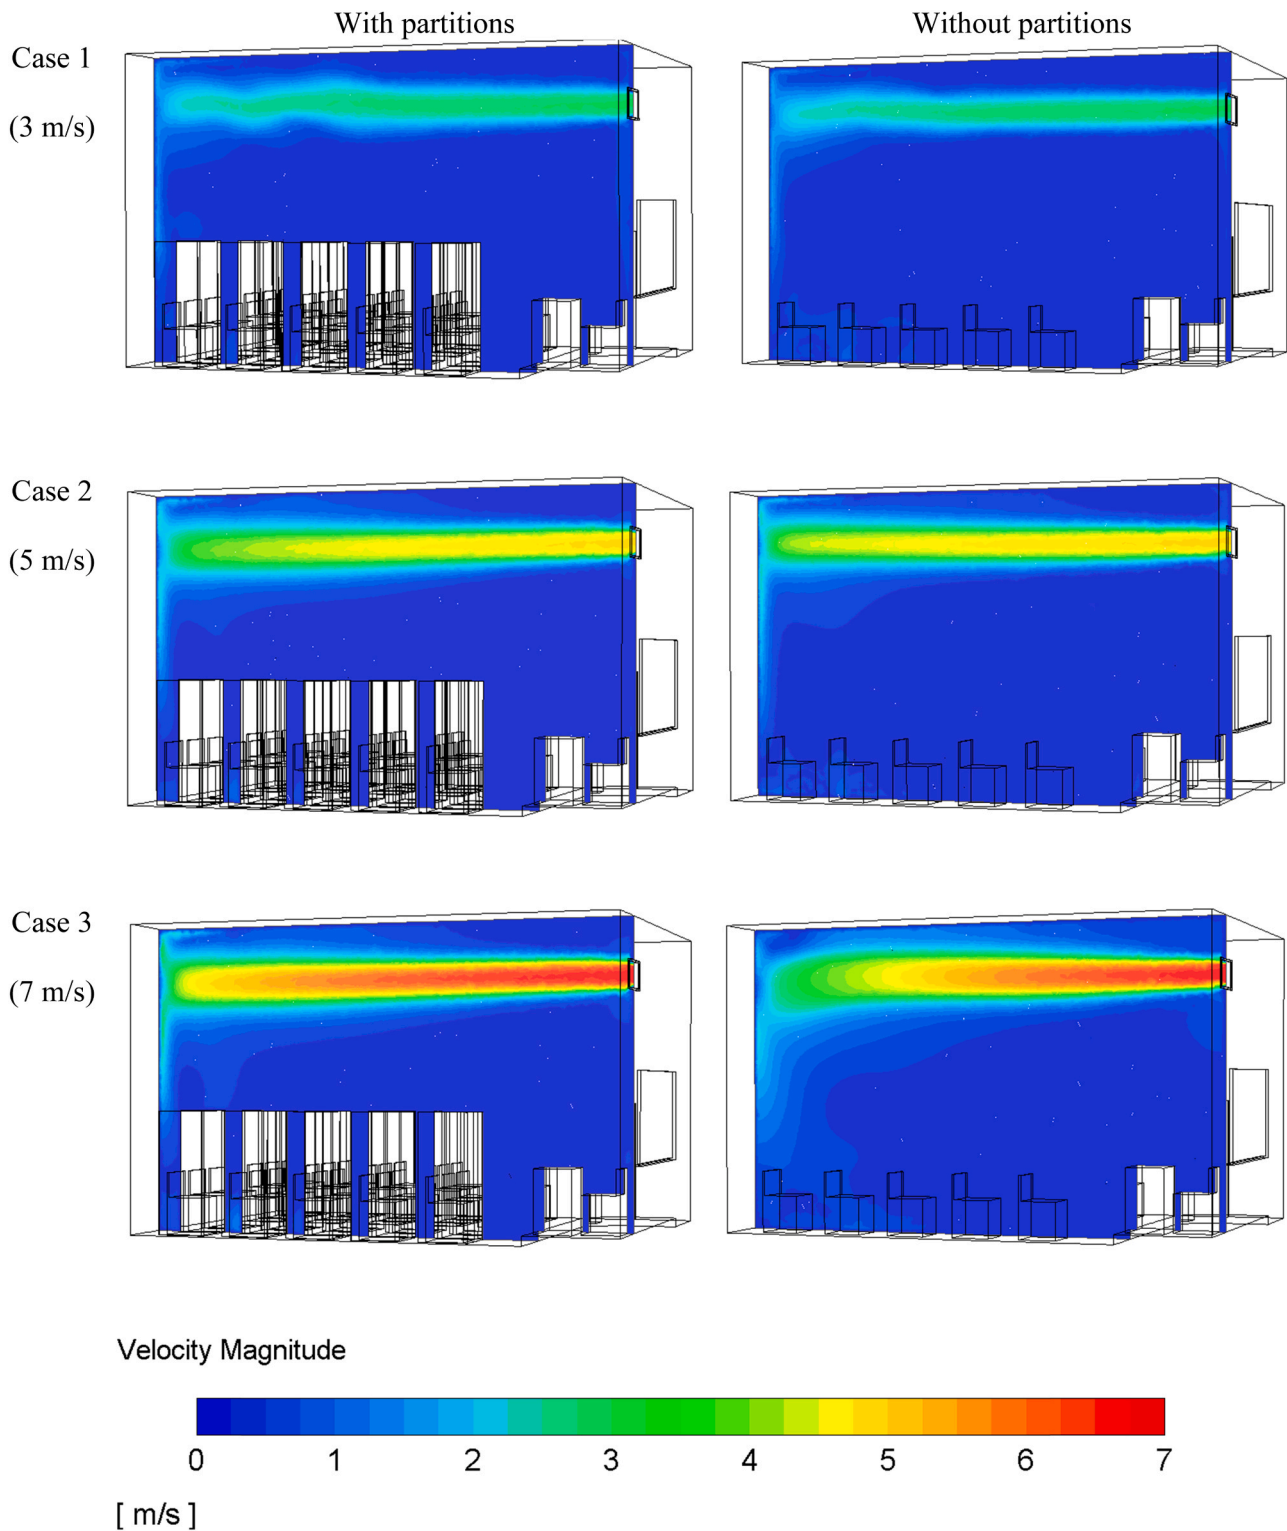 With partitions
Without partitions
Case 1
(3 m/s)
Case 2
(5 m/s)
Case 3
(7 m/s)
Velocity Magnitude
0 1 2 3 4 5 6 7
[ m/s ]